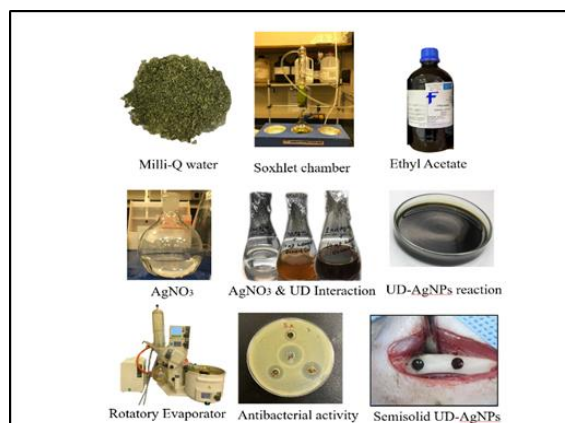 Milli-Q water
Soxhlet chamber
Ethyl Acetate
AgNO₃
AgNO₃ & UD Interaction
UD-AgNPs reaction
Rotatory Evaporator
Antibacterial activity
Semisolid UD-AgNPs